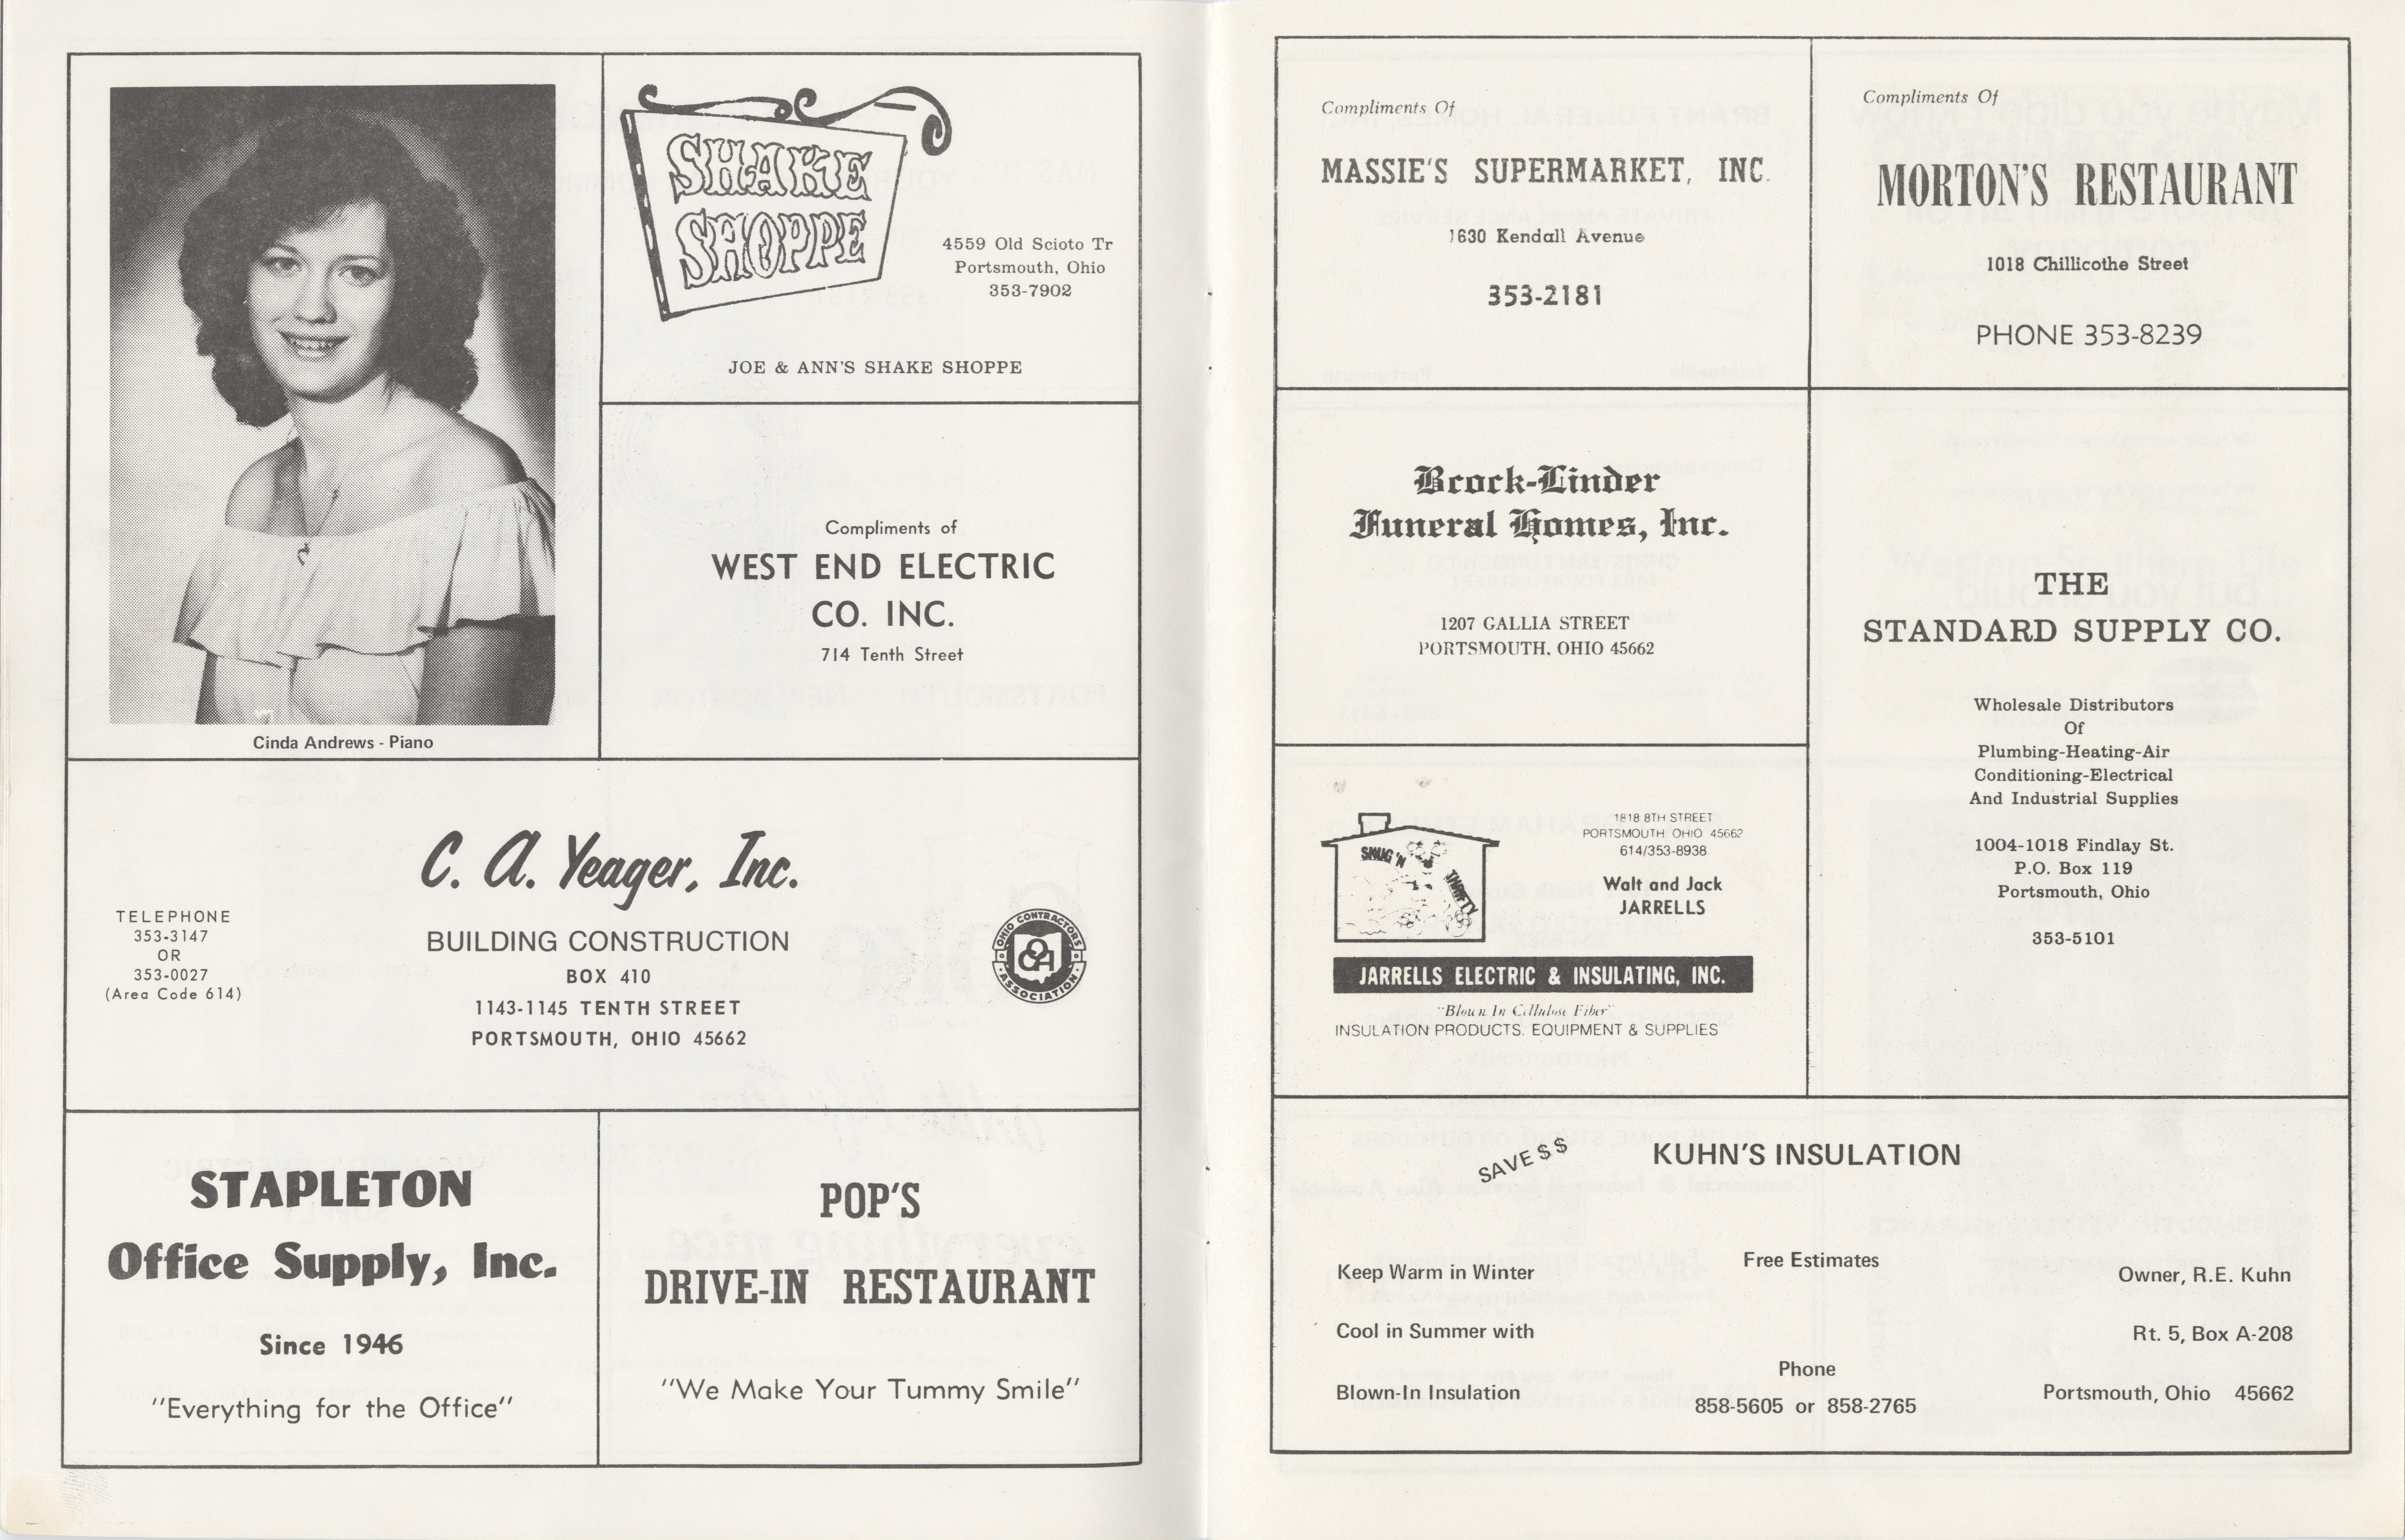 Cinda Andrews - Piano
SHAKE
SHOPPE
4559 Old Scioto Tr
Portsmouth, Ohio
353-7902
JOE & ANN'S SHAKE SHOPPE
Compliments of
WEST END ELECTRIC
CO. INC.
714 Tenth Street
C. A. Yeager, Inc.
TELEPHONE
353-3147
OR
353-0027
(Area Code 614)
BUILDING CONSTRUCTION
BOX 410
1143-1145 TENTH STREET
PORTSMOUTH, OHIO 45662
OHIO CONTRACTORS
OCA
ASSOCIATION
STAPLETON
Office Supply, Inc.
Since 1946
"Everything for the Office"
POP'S
DRIVE-IN RESTAURANT
"We Make Your Tummy Smile"
Compliments Of
MASSIE'S SUPERMARKET, INC.
1630 Kendall Avenue
353-2181
Compliments Of
MORTON'S RESTAURANT
1018 Chillicothe Street
PHONE 353-8239
Brock-Linder
Funeral Homes, Inc.
1207 GALLIA STREET
PORTSMOUTH, OHIO 45662
THE
STANDARD SUPPLY CO.
Wholesale Distributors
Of
Plumbing-Heating-Air
Conditioning-Electrical
And Industrial Supplies
1004-1018 Findlay St.
P.O. Box 119
Portsmouth, Ohio
353-5101
SNUG 'N
THRIFTY
1818 8TH STREET
PORTSMOUTH, OHIO 45662
614/353-8938
Walt and Jack
JARRELLS
JARRELLS ELECTRIC & INSULATING, INC.
"Blown In Cellulose Fiber"
INSULATION PRODUCTS, EQUIPMENT & SUPPLIES
SAVE $ $
KUHN'S INSULATION
Keep Warm in Winter
Cool in Summer with
Blown-In Insulation
Free Estimates
Phone
858-5605 or 858-2765
Owner, R.E. Kuhn
Rt. 5, Box A-208
Portsmouth, Ohio 45662